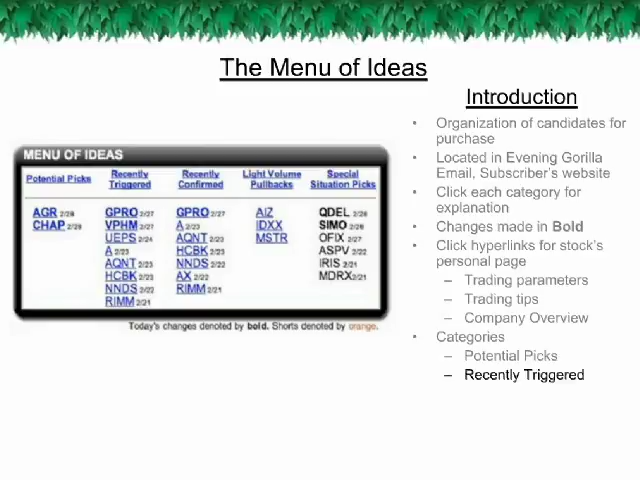 The Menu of Ideas
Introduction
• Organization of candidates for
purchase
• Located in Evening Gorilla
Email, Subscriber's website
• Click each category for
explanation
• Changes made in Bold
• Click hyperlinks for stock's
personal page
– Trading parameters
– Trading tips
– Company Overview
• Categories
– Potential Picks
– Recently Triggered
MENU OF IDEAS
Potential Picks
AGR 2/28
CHAP 2/28
Recently
Triggered
GPRO 2/27
VPHM 2/27
UEPS 2/24
A 2/23
AQNT 2/23
HCBK 2/23
NNDS 2/22
RIMM 2/21
Recently
Confirmed
GPRO 2/27
A 2/23
AQNT 2/23
HCBK 2/23
NNDS 2/22
AX 2/22
RIMM 2/21
Light Volume
Pullbacks
AIZ
IDXX
MSTR
Special
Situation Picks
QDEL 2/28
SIMO 2/28
OFIX 2/27
ASPV 2/22
IRIS 2/21
MDRX 2/21
Today's changes denoted by bold. Shorts denoted by orange.